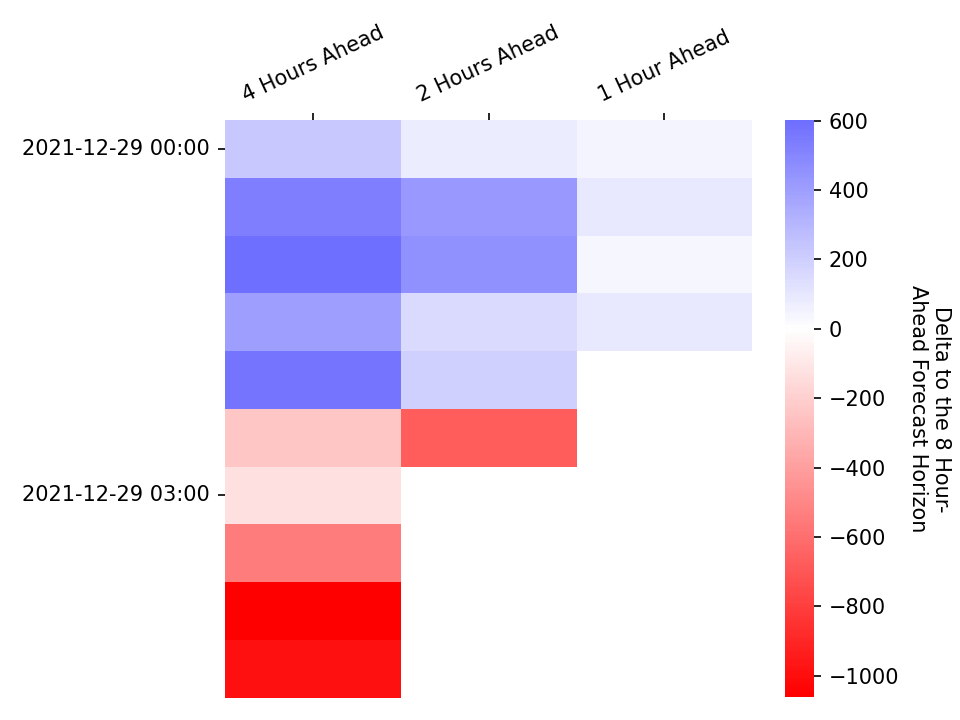 4 Hours Ahead
2 Hours Ahead
1 Hour Ahead
2021-12-29 00:00
2021-12-29 03:00
600
400
200
0
−200
−400
−600
−800
−1000
Delta to the 8 Hour-
Ahead Forecast Horizon